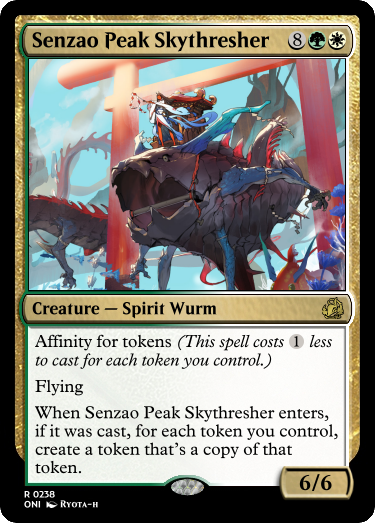 Senzao Peak Skythresher 8
Creature — Spirit Wurm
Affinity for tokens (This spell costs 1 less
to cast for each token you control.)
Flying
When Senzao Peak Skythresher enters,
if it was cast, for each token you control,
create a token that's a copy of that
token.
6/6
R 0238
ONI Ryota-H